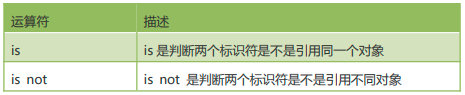 运算符 描述
is is 是判断两个标识符是不是引用同一个对象
is not is not 是判断两个标识符是不是引用不同对象